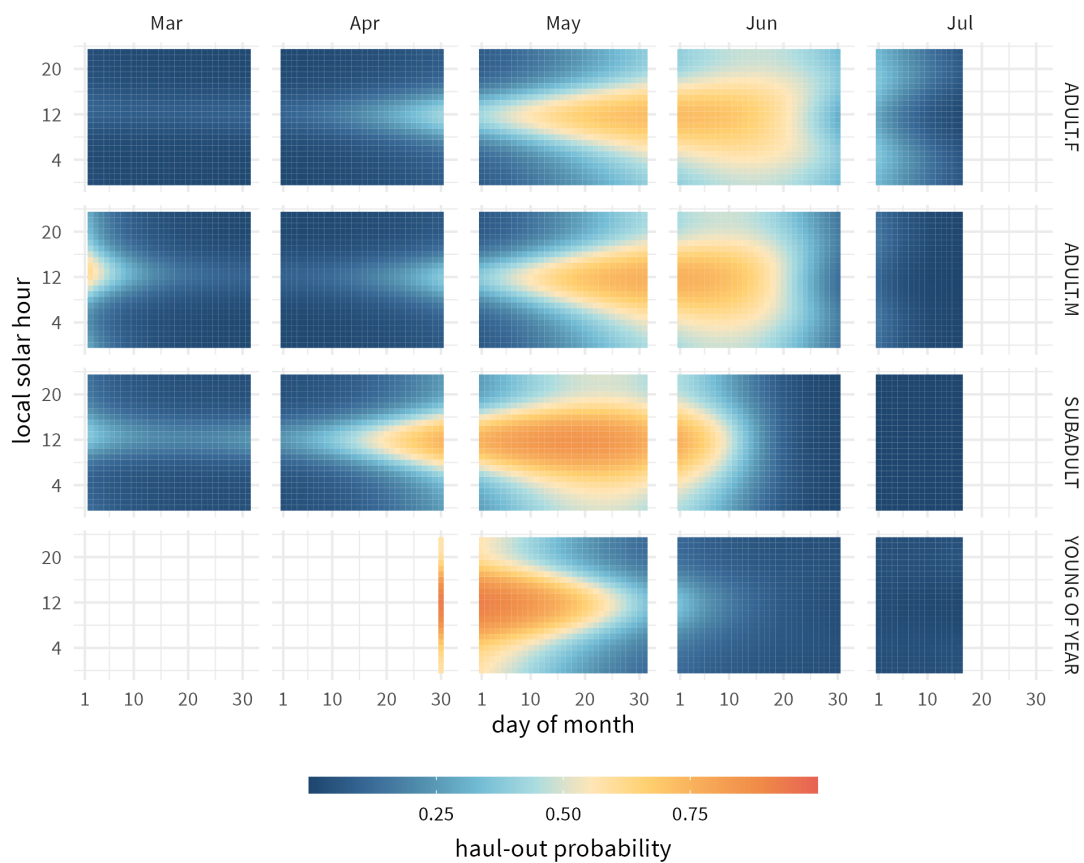 Mar Apr May Jun Jul
20
12
4
ADULT.F
20
12
4
ADULT.M
20
12
4
SUBADULT
20
12
4
YOUNG OF YEAR
local solar hour
1 10 20 30 1 10 20 30 1 10 20 30 1 10 20 30 1 10 20 30
day of month
0.25 0.50 0.75
haul-out probability